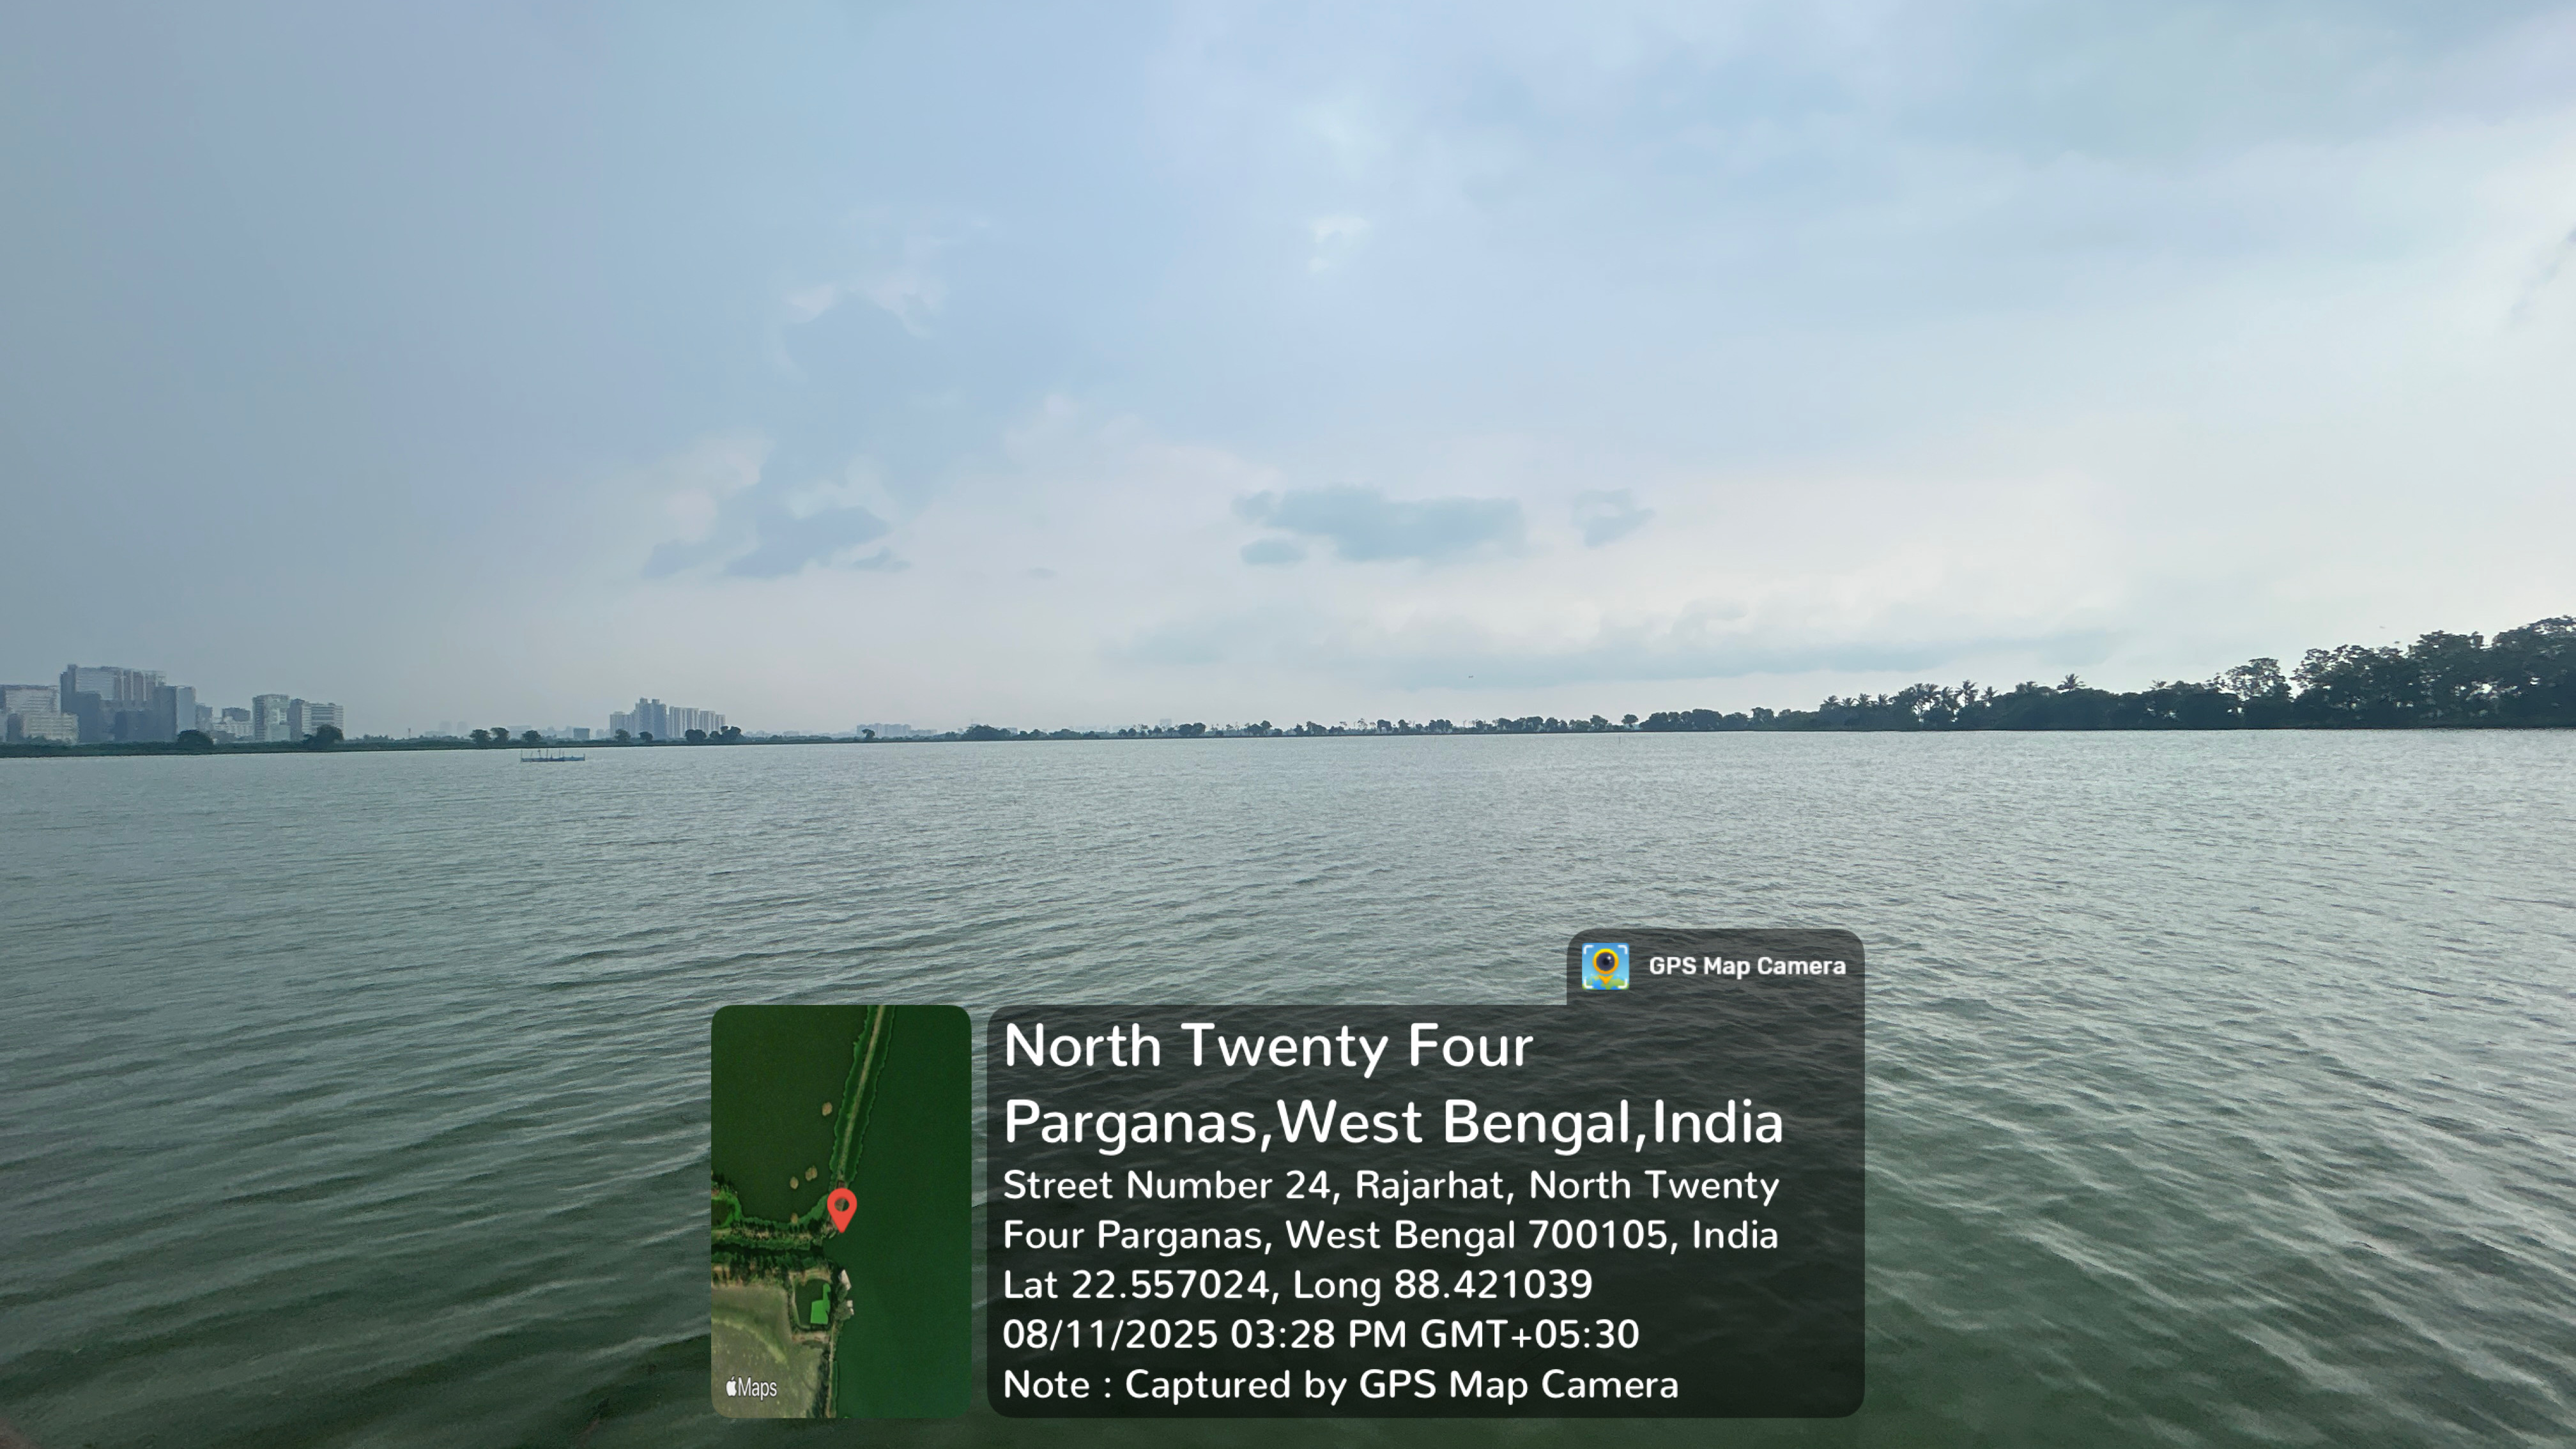 GPS Map Camera
North Twenty Four
Parganas,West Bengal,India
Street Number 24, Rajarhat, North Twenty
Four Parganas, West Bengal 700105, India
Lat 22.557024, Long 88.421039
08/11/2025 03:28 PM GMT+05:30
Note : Captured by GPS Map Camera
Maps